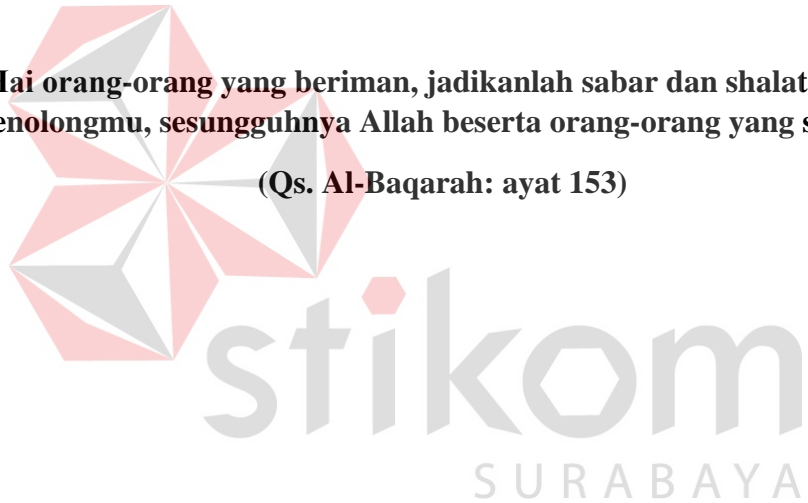 Hai orang-orang yang beriman, jadikanlah sabar dan shalat
enolongmu, sesungguhnya Allah beserta orang-orang yang s
(Qs. Al-Baqarah: ayat 153)
stikom
SURABAYA